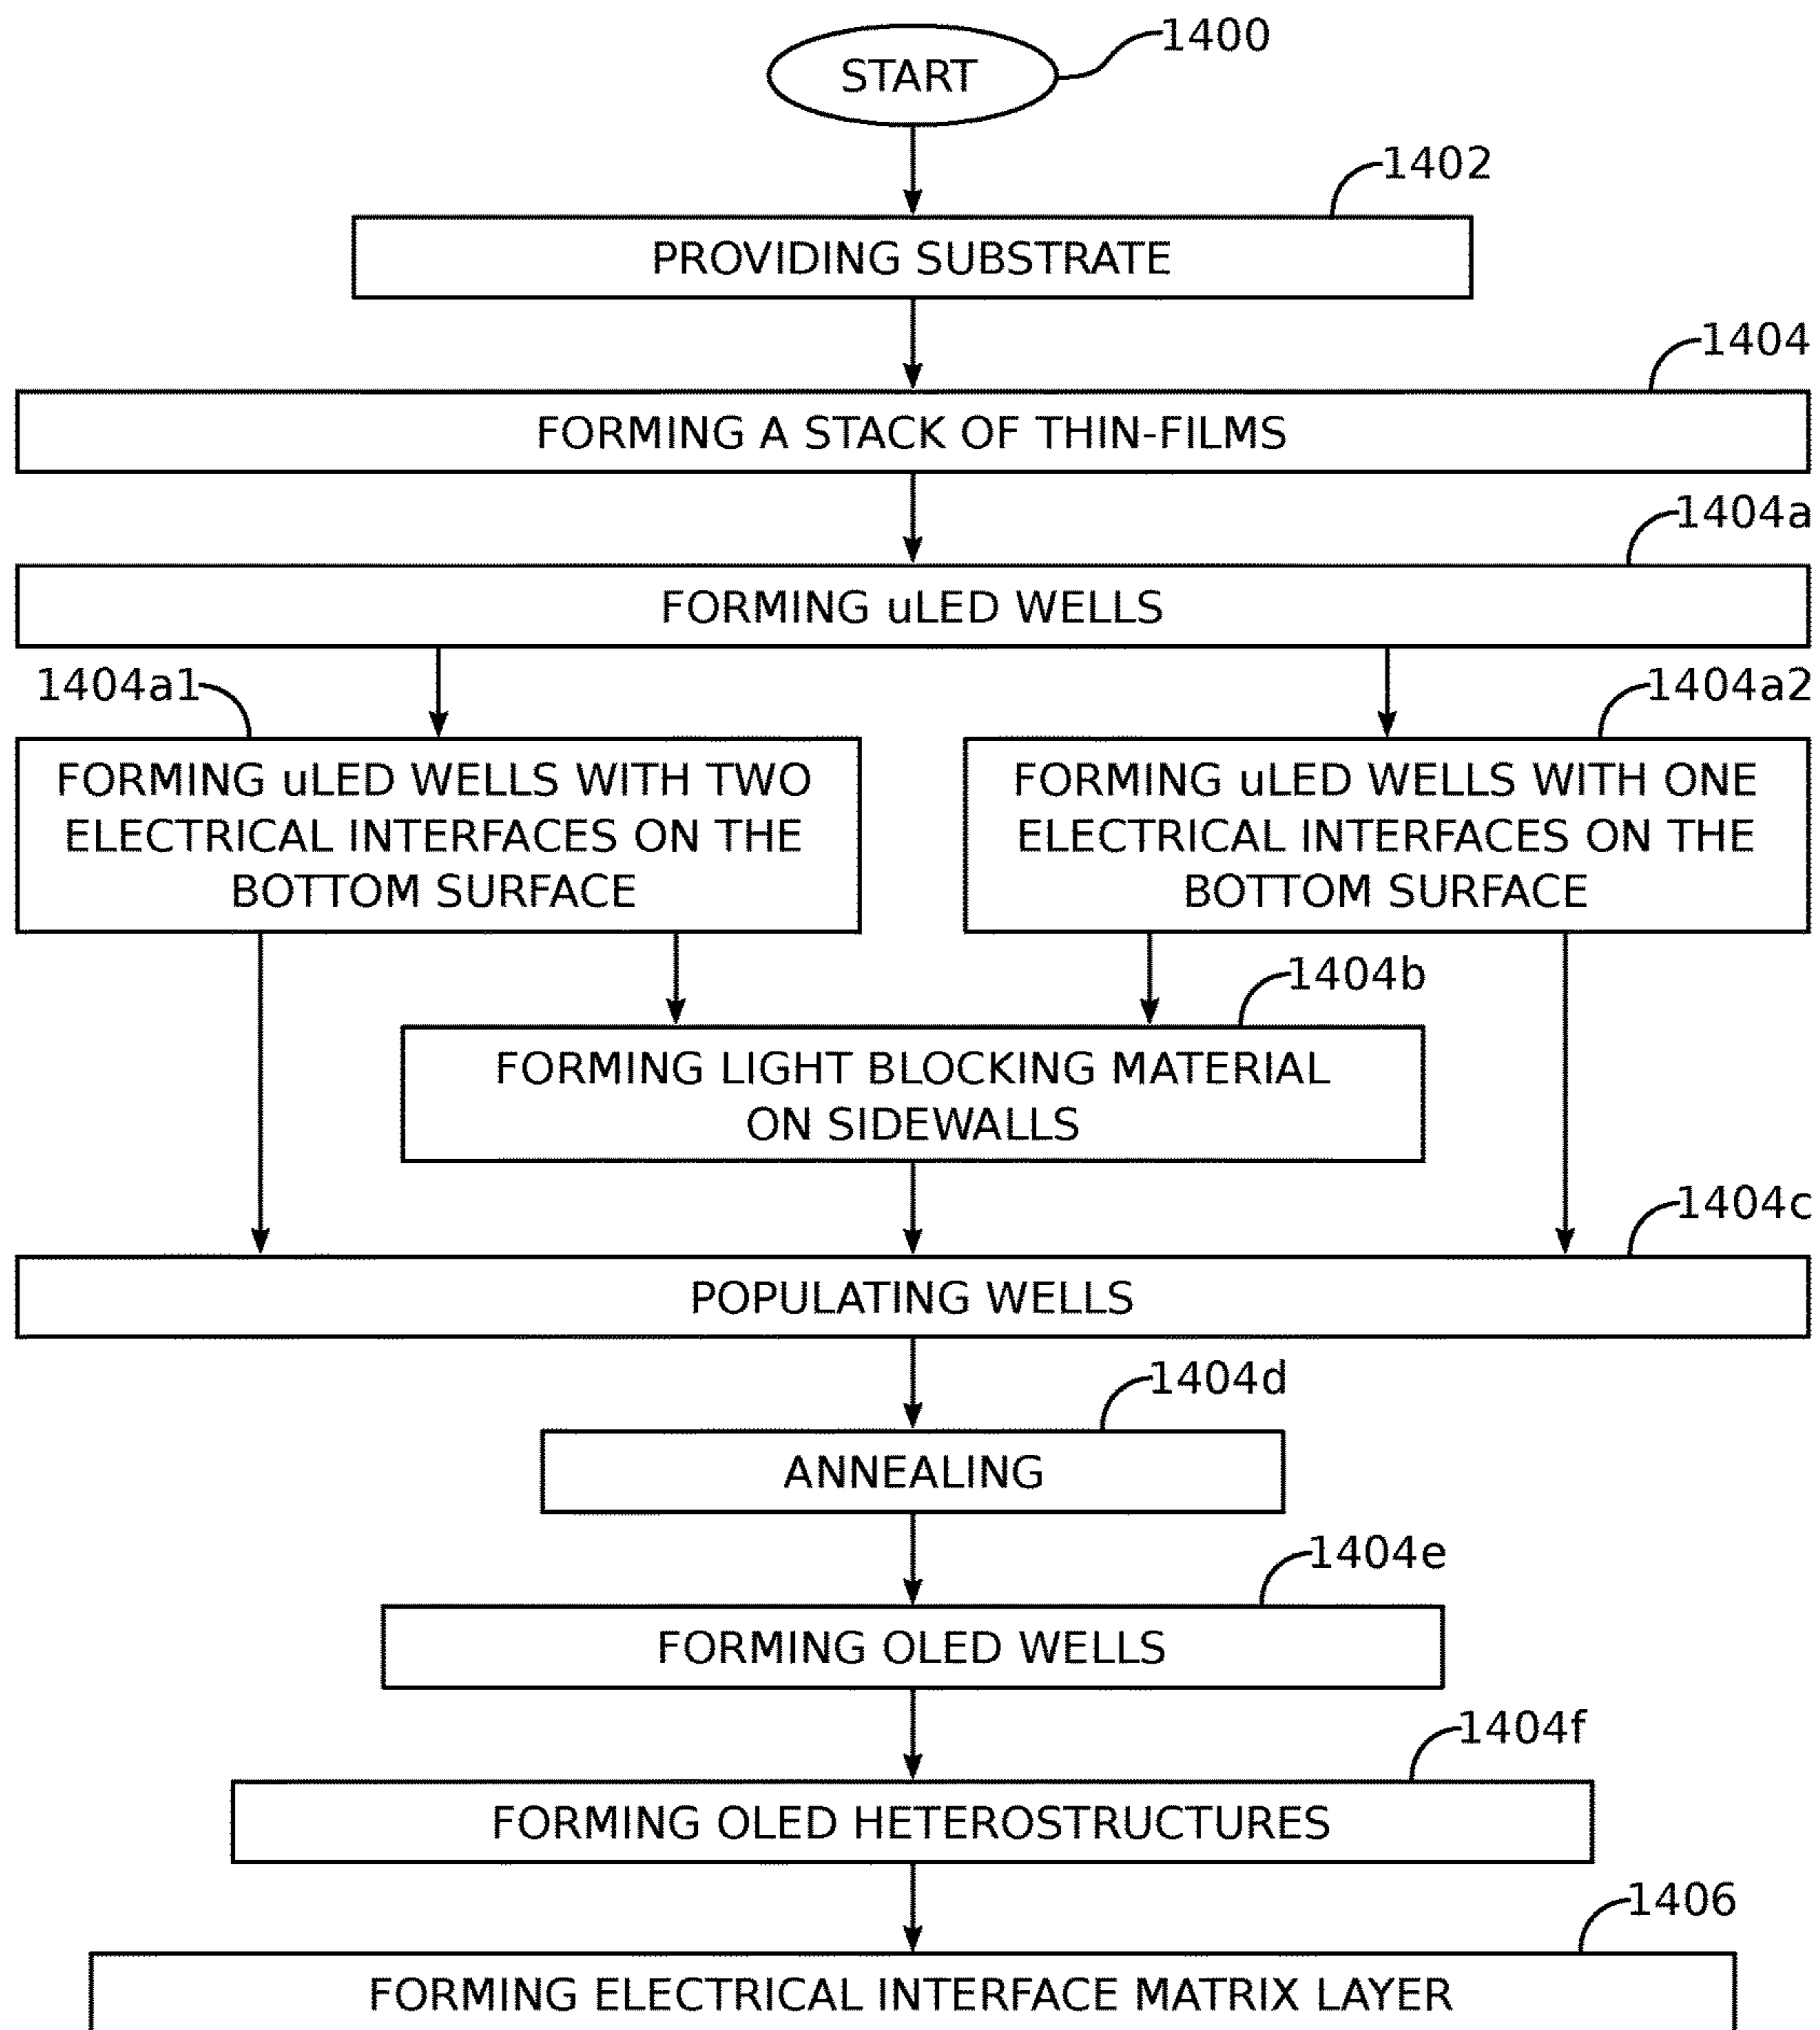 1400
START
1402
PROVIDING SUBSTRATE
1404
FORMING A STACK OF THIN-FILMS
1404a
FORMING uLED WELLS
1404a1
1404a2
FORMING uLED WELLS WITH TWO
ELECTRICAL INTERFACES ON THE
BOTTOM SURFACE
FORMING uLED WELLS WITH ONE
ELECTRICAL INTERFACES ON THE
BOTTOM SURFACE
1404b
FORMING LIGHT BLOCKING MATERIAL
ON SIDEWALLS
1404c
POPULATING WELLS
1404d
ANNEALING
1404e
FORMING OLED WELLS
1404f
FORMING OLED HETEROSTRUCTURES
1406
FORMING ELECTRICAL INTERFACE MATRIX LAYER